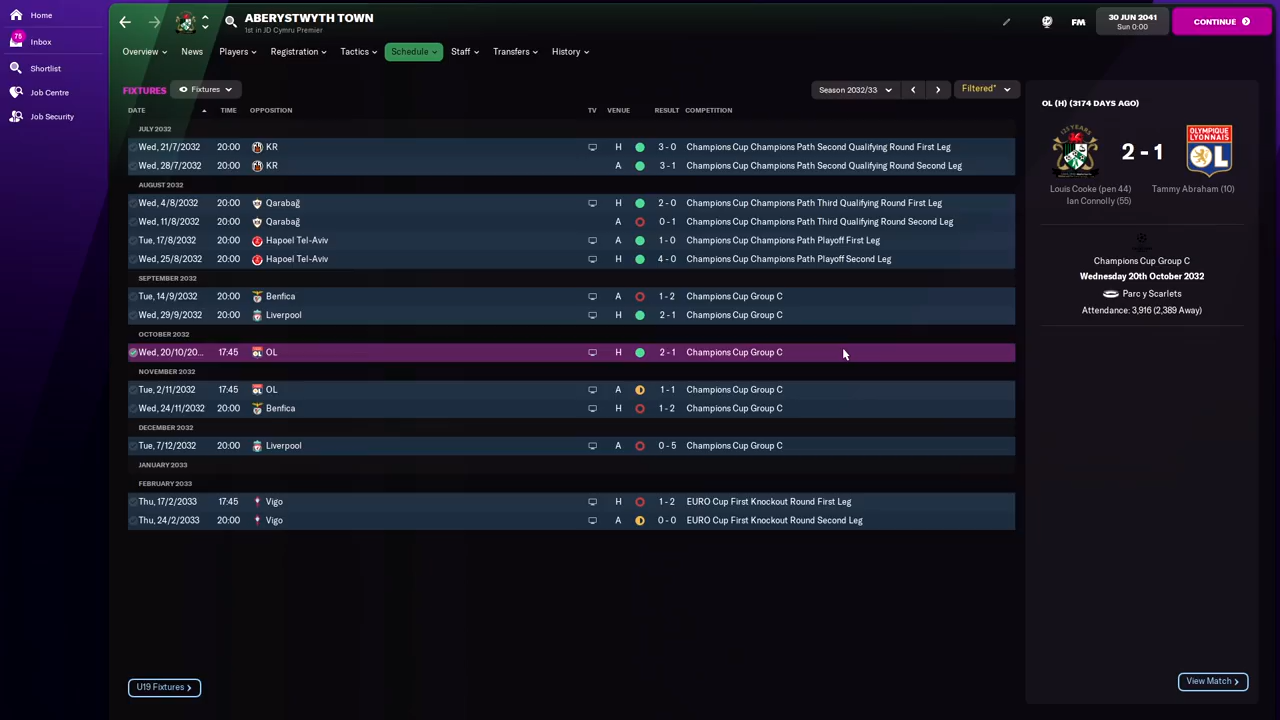 Home
75
Inbox
Shortlist
Job Centre
Job Security
ABERYSTWYTH TOWN
1st in JD Cymru Premier
FM
30 JUN 2041
Sun 0:00
CONTINUE
Overview
News
Players
Registration
Tactics
Schedule
Staff
Transfers
History
FIXTURES
Fixtures
Season 2032/33
Filtered*
DATE TIME OPPOSITION TV VENUE RESULT COMPETITION
JULY 2032
Wed, 21/7/2032 20:00 KR H 3 - 0 Champions Cup Champions Path Second Qualifying Round First Leg
Wed, 28/7/2032 20:00 KR A 3 - 1 Champions Cup Champions Path Second Qualifying Round Second Leg
AUGUST 2032
Wed, 4/8/2032 20:00 Qarabağ H 2 - 0 Champions Cup Champions Path Third Qualifying Round First Leg
Wed, 11/8/2032 20:00 Qarabağ A 0 - 1 Champions Cup Champions Path Third Qualifying Round Second Leg
Tue, 17/8/2032 20:00 Hapoel Tel-Aviv A 1 - 0 Champions Cup Champions Path Playoff First Leg
Wed, 25/8/2032 20:00 Hapoel Tel-Aviv H 4 - 0 Champions Cup Champions Path Playoff Second Leg
SEPTEMBER 2032
Tue, 14/9/2032 20:00 Benfica A 1 - 2 Champions Cup Group C
Wed, 29/9/2032 20:00 Liverpool H 2 - 1 Champions Cup Group C
OCTOBER 2032
Wed, 20/10/20... 17:45 OL H 2 - 1 Champions Cup Group C
NOVEMBER 2032
Tue, 2/11/2032 17:45 OL A 1 - 1 Champions Cup Group C
Wed, 24/11/2032 20:00 Benfica H 1 - 2 Champions Cup Group C
DECEMBER 2032
Tue, 7/12/2032 20:00 Liverpool A 0 - 5 Champions Cup Group C
JANUARY 2033
FEBRUARY 2033
Thu, 17/2/2033 17:45 Vigo H 1 - 2 EURO Cup First Knockout Round First Leg
Thu, 24/2/2033 20:00 Vigo A 0 - 0 EURO Cup First Knockout Round Second Leg
U19 Fixtures
OL (H) (3174 DAYS AGO)
OLYMPIQUE
LYONNAIS
OL
2 - 1
Louis Cooke (pen 44) Tammy Abraham (10)
Ian Connolly (55)
Champions Cup Group C
Wednesday 20th October 2032
Parc y Scarlets
Attendance: 3,916 (2,389 Away)
View Match